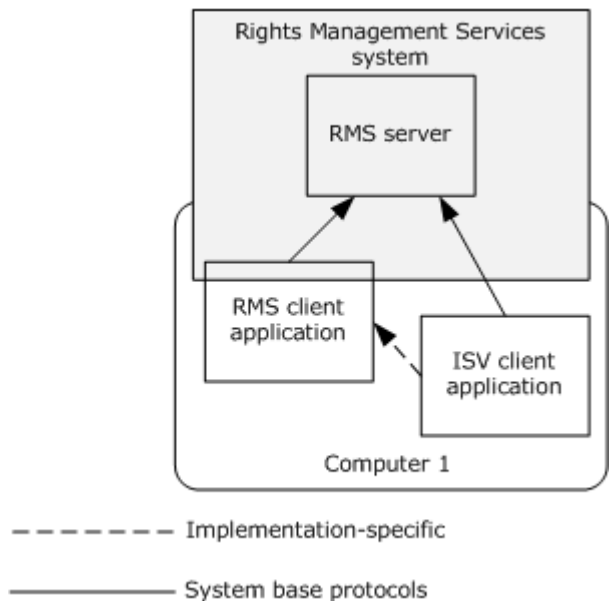 Rights Management Services
system
RMS server
RMS client
application
ISV client
application
Computer 1
Implementation-specific
System base protocols